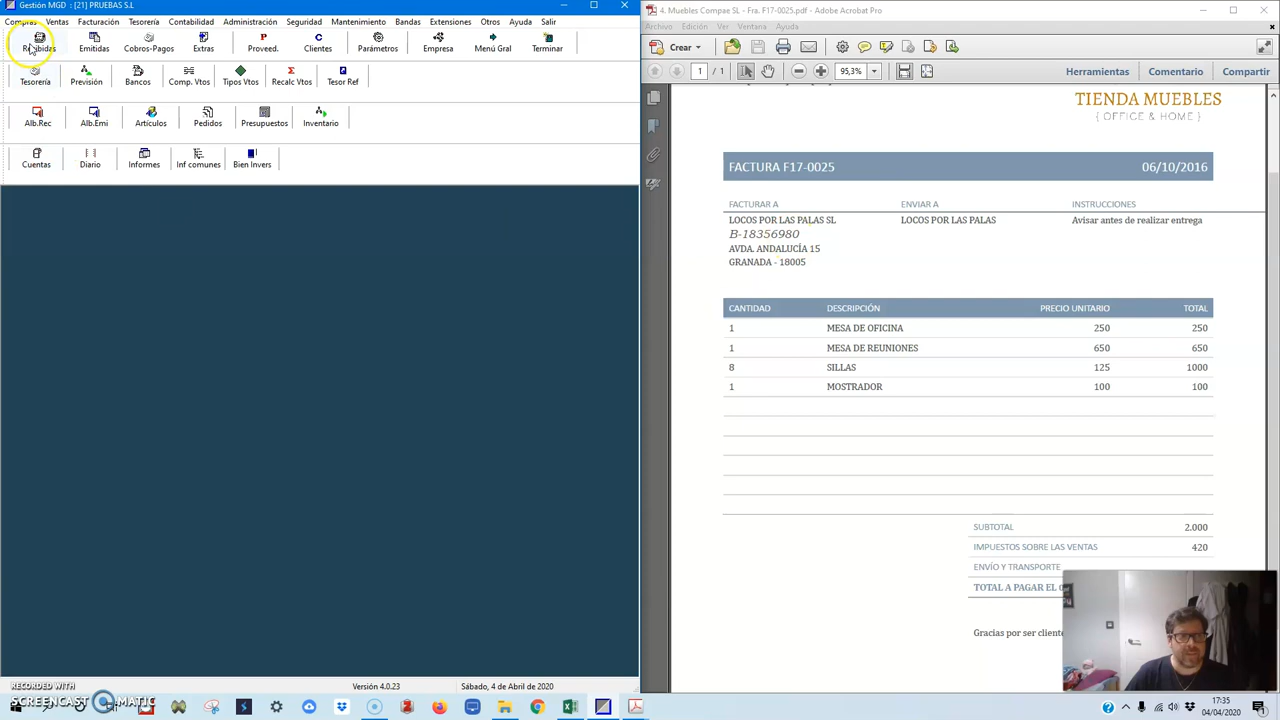 Gestión MGD : [21] PRUEBAS S.L
Compras Ventas Facturación Tesorería Contabilidad Administración Seguridad Mantenimiento Bandas Extensiones Otros Ayuda Salir
Recibidas Emitidas Cobros-Pagos Extras Proveed. Clientes Parámetros Empresa Menú Gral Terminar
Tesorería Previsión Bancos Comp. Vtos Tipos Vtos Recalc Vtos Tesor Ref
Alb.Rec Alb.Emi Artículos Pedidos Presupuestos Inventario
Cuentas Diario Informes Inf comunes Bien Invers
Versión 4.0.23 Sábado, 4 de Abril de 2020
RECORDED WITH
SCREENCAST MATIC
4. Muebles Compae SL - Fra. F17-0025.pdf - Adobe Acrobat Pro
Archivo Edición Ver Ventana Ayuda
Crear
1 / 1 95,3% Herramientas Comentario Compartir
TIENDA MUEBLES
{ OFFICE & HOME }
FACTURA F17-0025 06/10/2016
FACTURAR A ENVIAR A INSTRUCCIONES
LOCOS POR LAS PALAS SL LOCOS POR LAS PALAS Avisar antes de realizar entrega
B-18356980
AVDA. ANDALUCÍA 15
GRANADA - 18005
CANTIDAD DESCRIPCIÓN PRECIO UNITARIO TOTAL
1 MESA DE OFICINA 250 250
1 MESA DE REUNIONES 650 650
8 SILLAS 125 1000
1 MOSTRADOR 100 100
SUBTOTAL 2.000
IMPUESTOS SOBRE LAS VENTAS 420
ENVÍO Y TRANSPORTE
TOTAL A PAGAR EL
Gracias por ser cliente
17:35
04/04/2020